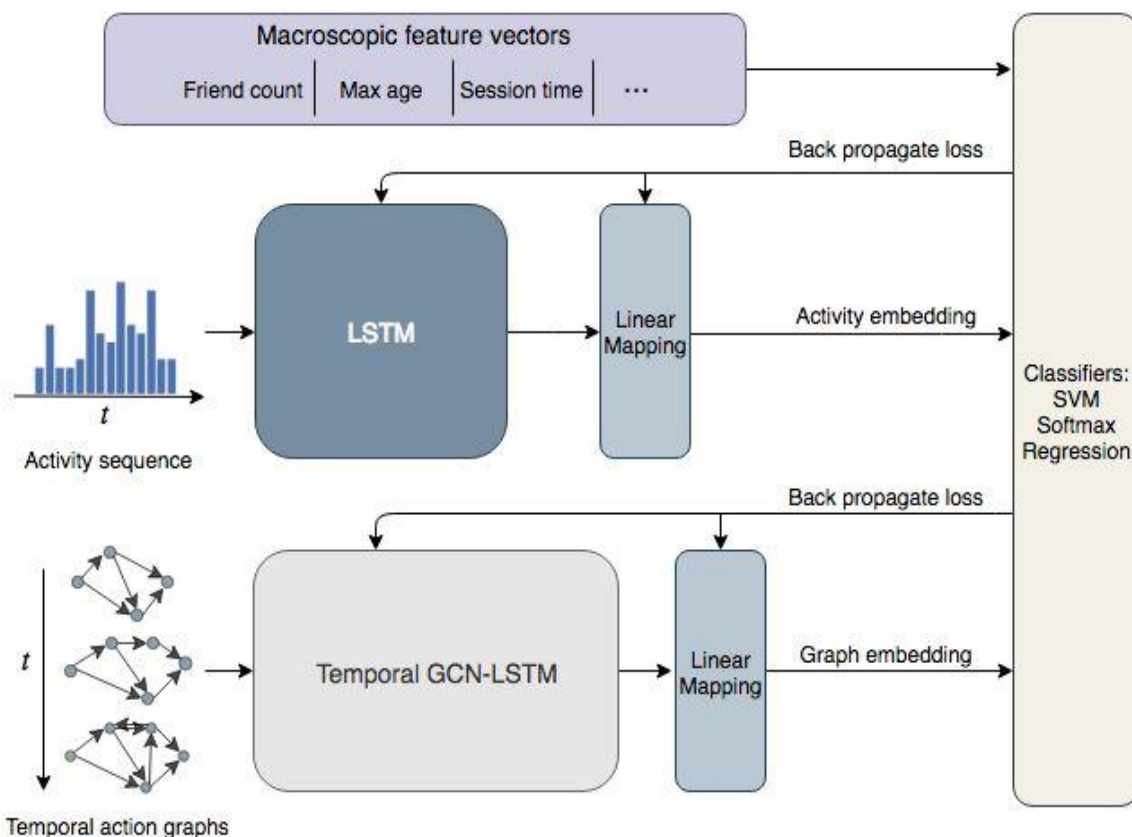 Macroscopic feature vectors
Friend count Max age Session time ...
Back propagate loss
LSTM
Linear
Mapping
Activity embedding
t
Activity sequence
Classifiers:
SVM
Softmax
Regression
Back propagate loss
t
Temporal GCN-LSTM
Linear
Mapping
Graph embedding
Temporal action graphs